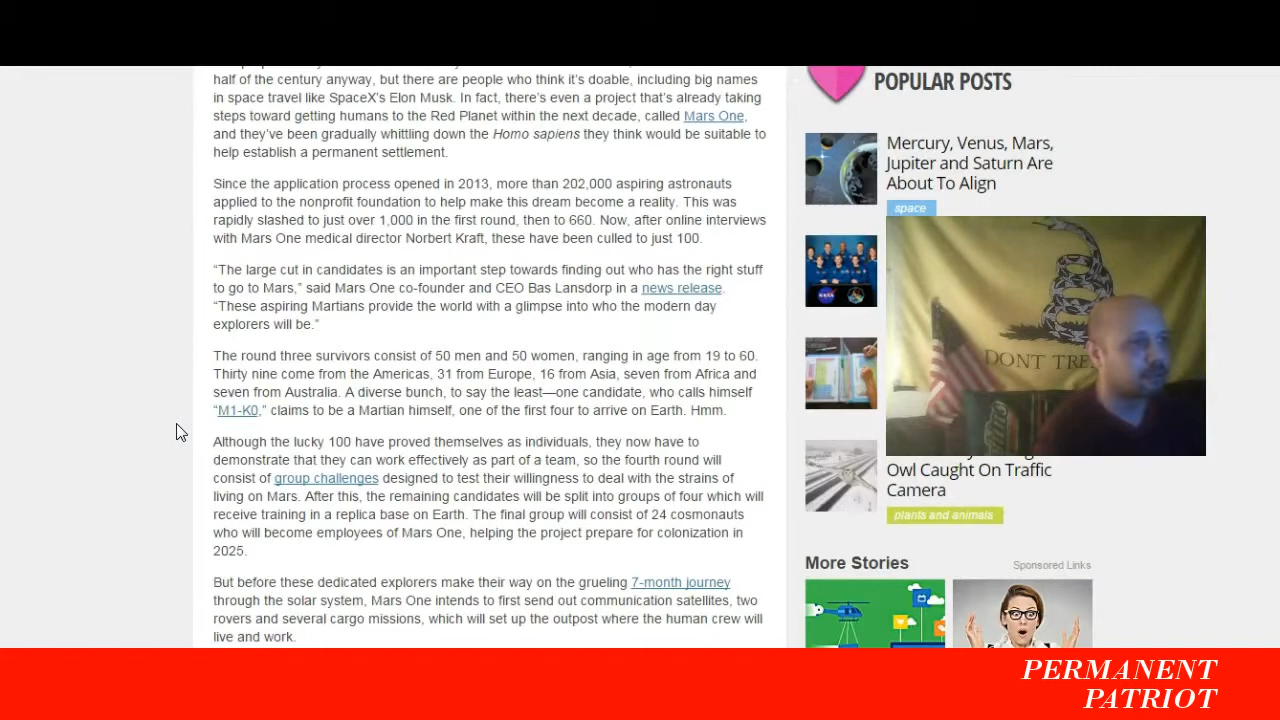 half of the century anyway, but there are people who think it's doable, including big names
in space travel like SpaceX's Elon Musk. In fact, there's even a project that's already taking
steps toward getting humans to the Red Planet within the next decade, called Mars One,
and they've been gradually whittling down the Homo sapiens they think would be suitable to
help establish a permanent settlement.
Since the application process opened in 2013, more than 202,000 aspiring astronauts
applied to the nonprofit foundation to help make this dream become a reality. This was
rapidly slashed to just over 1,000 in the first round, then to 660. Now, after online interviews
with Mars One medical director Norbert Kraft, these have been culled to just 100.
“The large cut in candidates is an important step towards finding out who has the right stuff
to go to Mars,” said Mars One co-founder and CEO Bas Lansdorp in a news release.
“These aspiring Martians provide the world with a glimpse into who the modern day
explorers will be.”
The round three survivors consist of 50 men and 50 women, ranging in age from 19 to 60.
Thirty nine come from the Americas, 31 from Europe, 16 from Asia, seven from Africa and
seven from Australia. A diverse bunch, to say the least—one candidate, who calls himself
“M1-K0,” claims to be a Martian himself, one of the first four to arrive on Earth. Hmm.
Although the lucky 100 have proved themselves as individuals, they now have to
demonstrate that they can work effectively as part of a team, so the fourth round will
consist of group challenges designed to test their willingness to deal with the strains of
living on Mars. After this, the remaining candidates will be split into groups of four which will
receive training in a replica base on Earth. The final group will consist of 24 cosmonauts
who will become employees of Mars One, helping the project prepare for colonization in
2025.
But before these dedicated explorers make their way on the grueling 7-month journey
through the solar system, Mars One intends to first send out communication satellites, two
rovers and several cargo missions, which will set up the outpost where the human crew will
live and work.
POPULAR POSTS
Mercury, Venus, Mars,
Jupiter and Saturn Are
About To Align
space
NASA
DONT TRE
Owl Caught On Traffic
Camera
plants and animals
More Stories
Sponsored Links
PERMANENT
PATRIOT